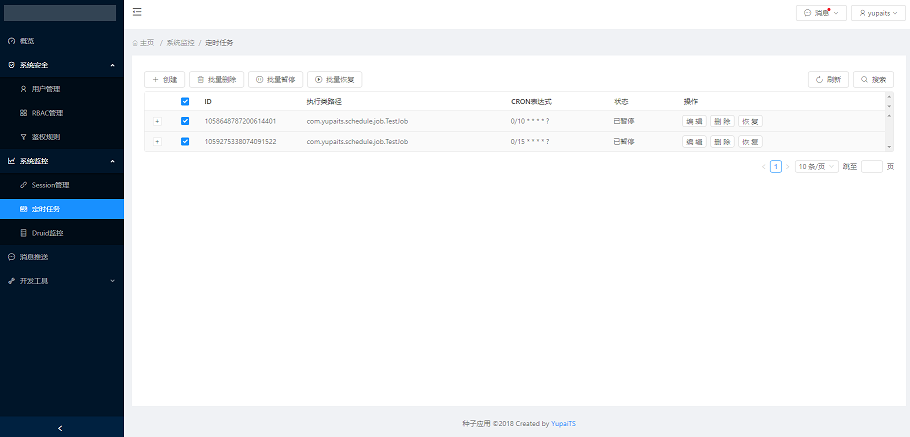 消息
yupaits
概览
系统安全
用户管理
RBAC管理
鉴权规则
系统监控
Session管理
定时任务
Druid监控
消息推送
开发工具
主页 / 系统监控 / 定时任务
创建 批量删除 批量暂停 批量恢复 刷新 搜索
ID 执行类路径 CRON表达式 状态 操作
1058648787200614401 com.yupaits.schedule.job.TestJob 0/10 * * * * ? 已暂停 编辑 删除 恢复
1059275338074091522 com.yupaits.schedule.job.TestJob 0/15 * * * * ? 已暂停 编辑 删除 恢复
1 10 条/页 跳至 页
种子应用 ©2018 Created by YupaiTS